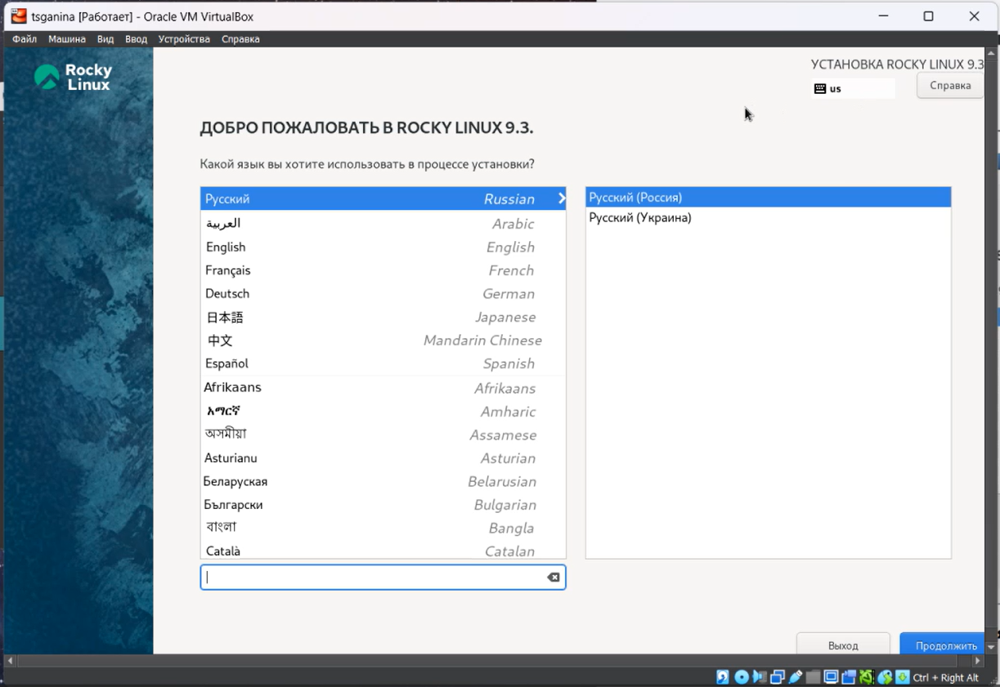 tsganina [Работает] - Oracle VM VirtualBox
Файл Машина Вид Ввод Устройства Справка
Rocky
Linux
УСТАНОВКА ROCKY LINUX 9.3
us
Справка
ДОБРО ПОЖАЛОВАТЬ В ROCKY LINUX 9.3.
Какой язык вы хотите использовать в процессе установки?
Русский Russian
العربية Arabic
English English
Français French
Deutsch German
日本語 Japanese
中文 Mandarin Chinese
Español Spanish
Afrikaans Afrikaans
አማርኛ Amharic
অসমীয়া Assamese
Asturianu Asturian
Беларуская Belarusian
Български Bulgarian
বাংলা Bangla
Català Catalan
Русский (Россия)
Русский (Украина)
Выход Продолжить
Ctrl + Right Alt